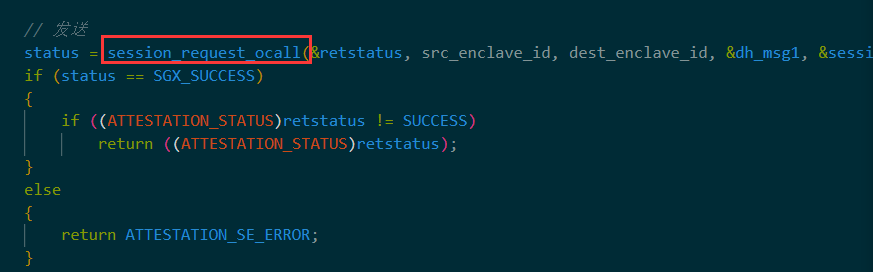 // 发送
status = session_request_ocall(&retstatus, src_enclave_id, dest_enclave_id, &dh_msg1, &sessi
if (status == SGX_SUCCESS)
{
if ((ATTESTATION_STATUS)retstatus != SUCCESS)
return ((ATTESTATION_STATUS)retstatus);
}
else
{
return ATTESTATION_SE_ERROR;
}